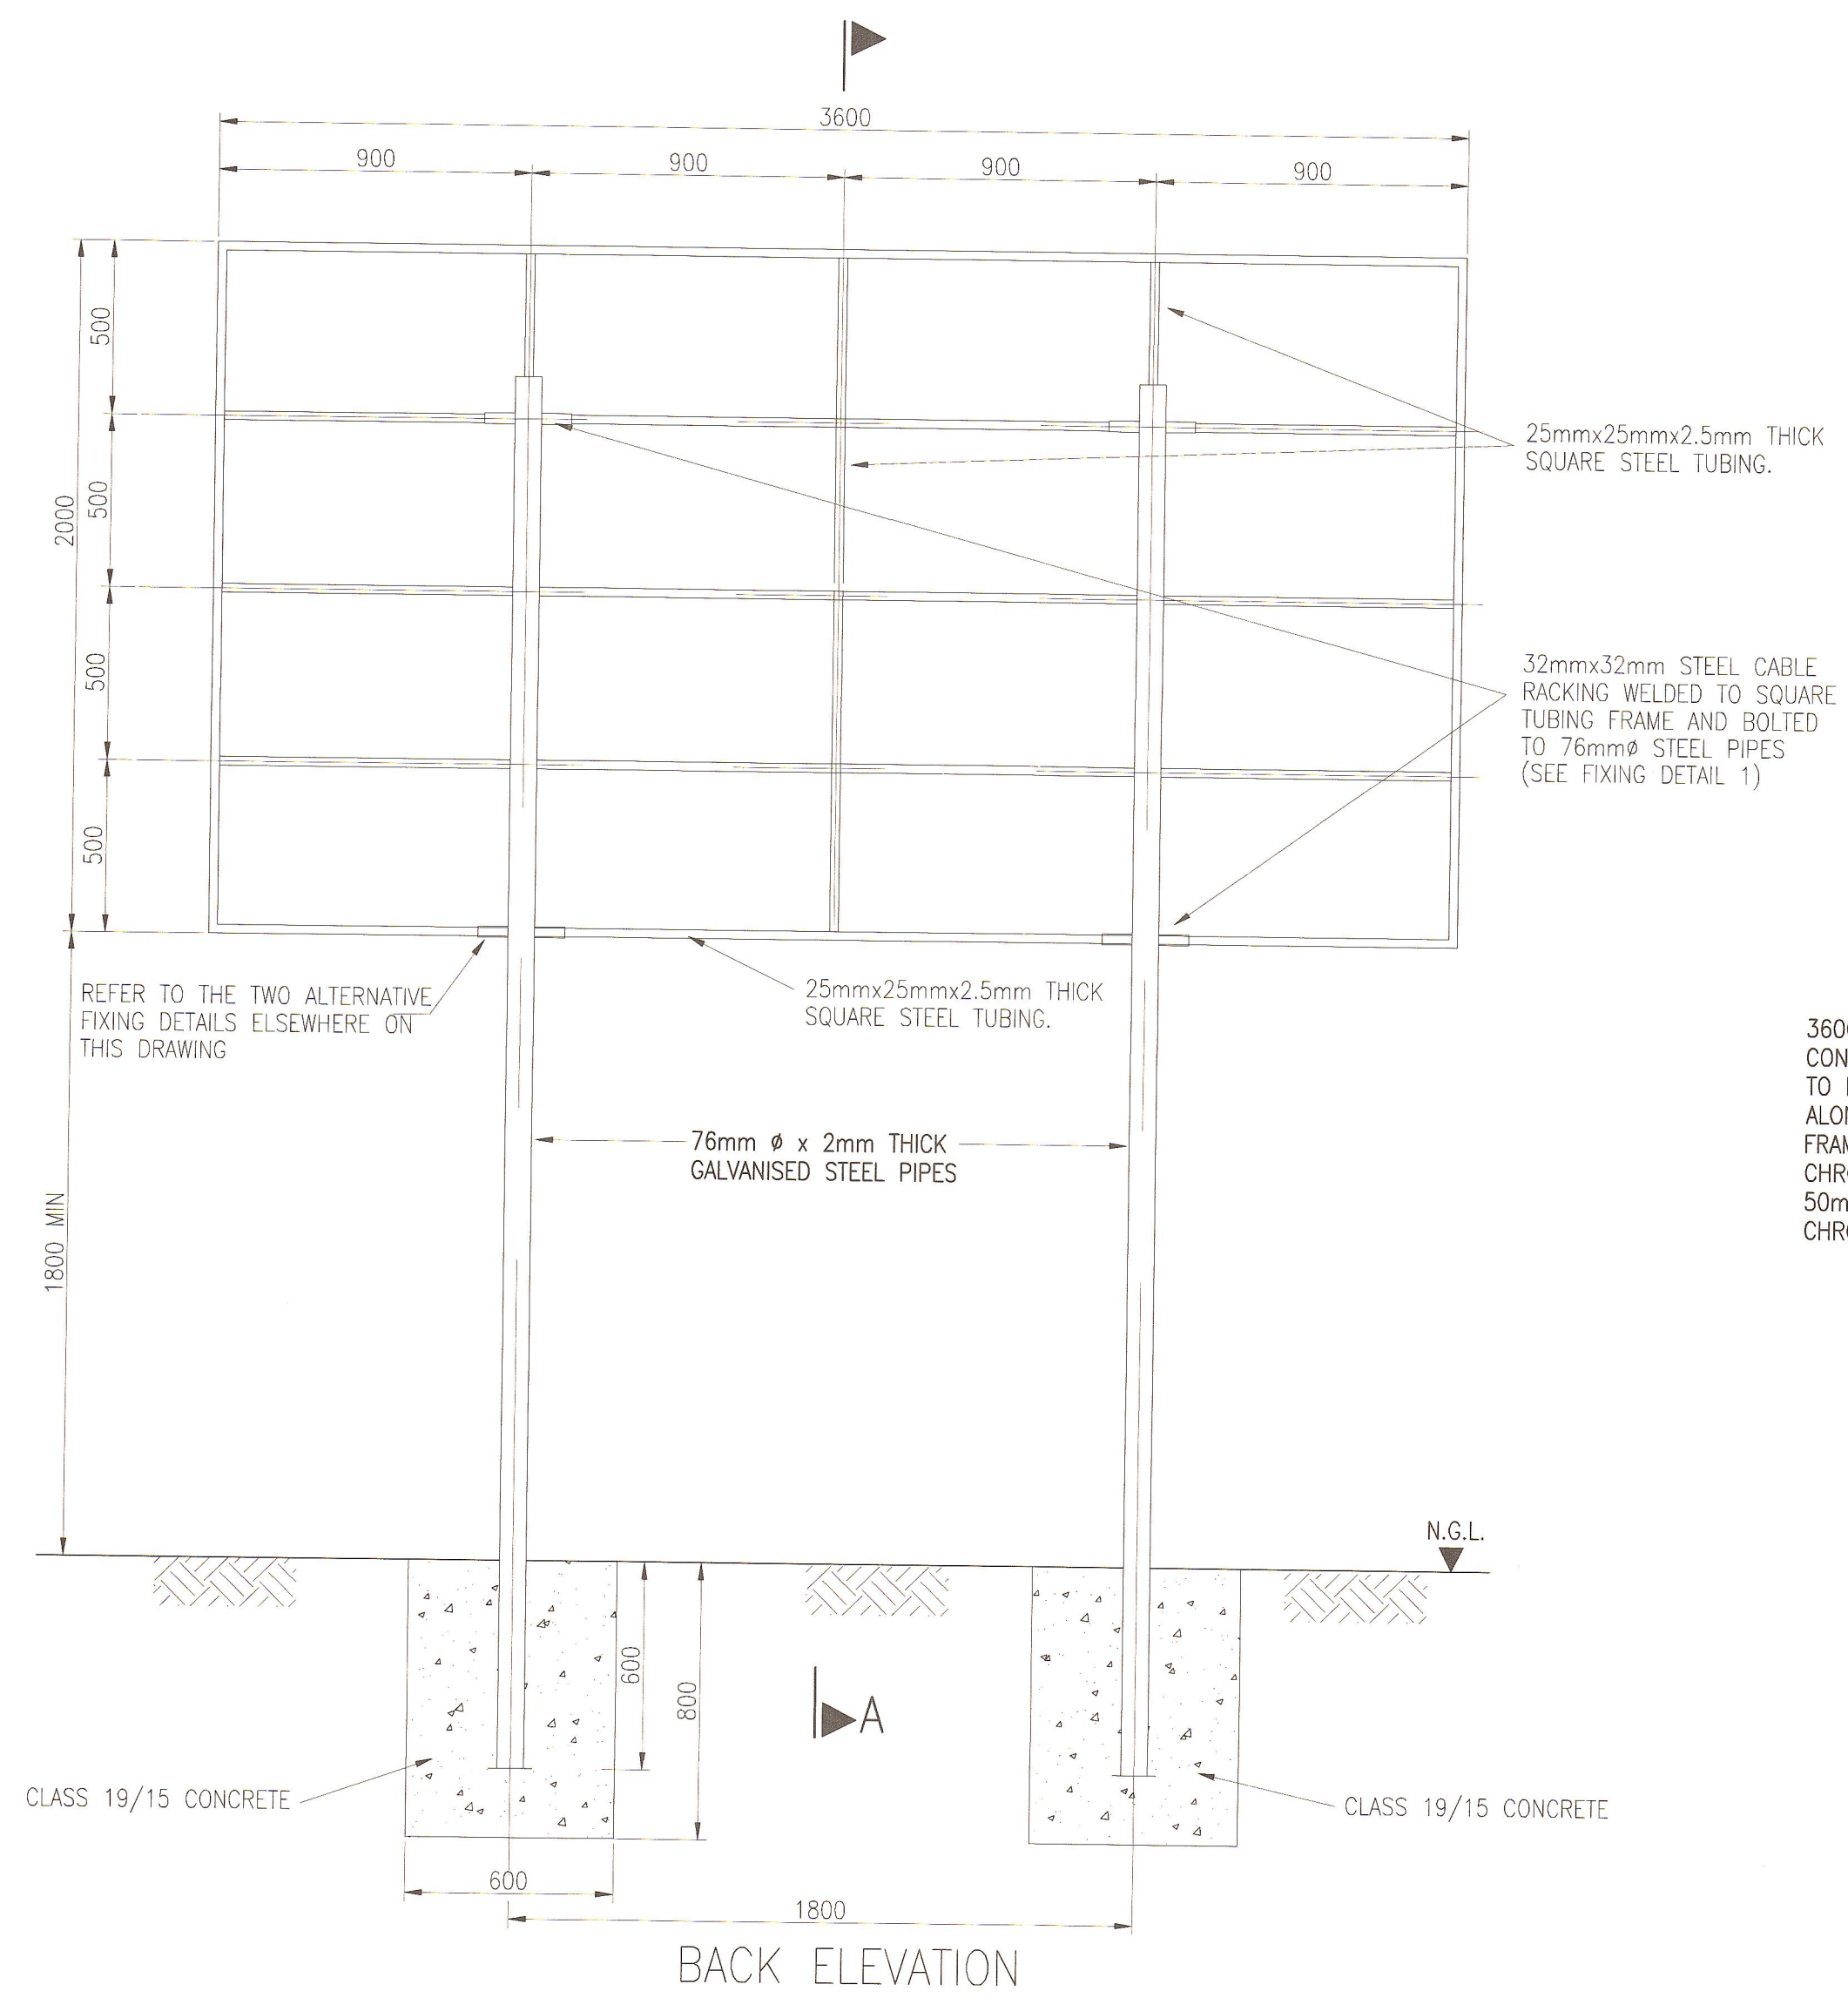 3600
900
900
900
900
500
500
500
500
2000
25mmx25mmx2.5mm THICK
SQUARE STEEL TUBING.
32mmx32mm STEEL CABLE
RACKING WELDED TO SQUARE
TUBING FRAME AND BOLTED
TO 76mmø STEEL PIPES
(SEE FIXING DETAIL 1)
REFER TO THE TWO ALTERNATIVE
FIXING DETAILS ELSEWHERE ON
THIS DRAWING
25mmx25mmx2.5mm THICK
SQUARE STEEL TUBING.
76mm ø x 2mm THICK
GALVANISED STEEL PIPES
1800 MIN
TO
50m
N.G.L.
600
800
A
CLASS 19/15 CONCRETE
CLASS 19/15 CONCRETE
600
1800
BACK ELEVATION